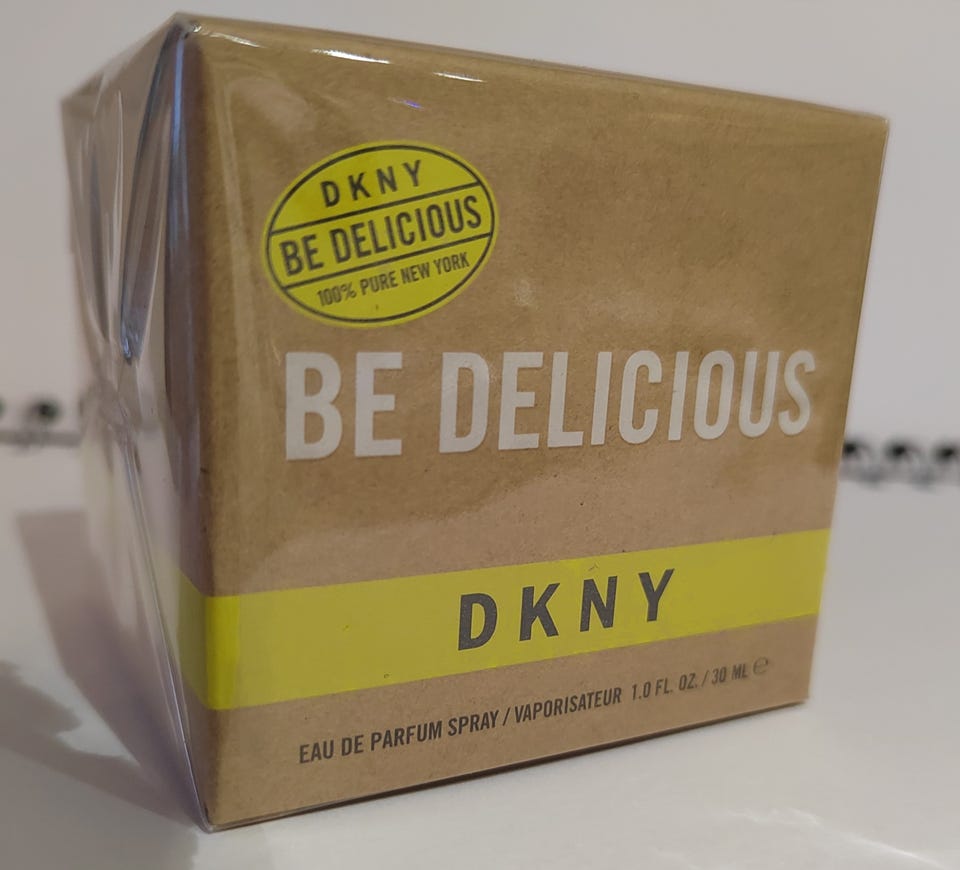 DKNY
BE DELICIOUS
100% PURE NEW YORK
BE DELICIOUS
DKNY
EAU DE PARFUM SPRAY / VAPORISATEUR 1.0 FL. OZ. / 30 ML ℮